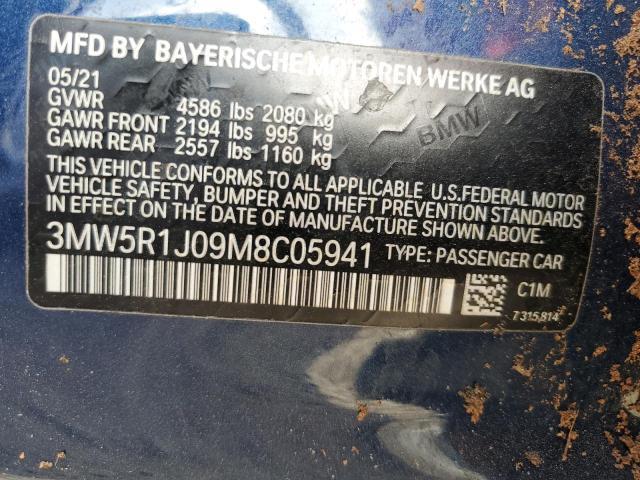 MFD BY BAYERISCHE MOTOREN WERKE AG
05/21
GVWR 4586 lbs 2080 kg
GAWR FRONT 2194 lbs 995 kg
GAWR REAR 2557 lbs 1160 kg
BMW
THIS VEHICLE CONFORMS TO ALL APPLICABLE U.S.FEDERAL MOTOR
VEHICLE SAFETY, BUMPER AND THEFT PREVENTION STANDARDS
IN EFFECT ON THE DATE OF MANUFACTURE SHOWN ABOVE.
3MW5R1J09M8C05941 TYPE: PASSENGER CAR
C1M
7315814